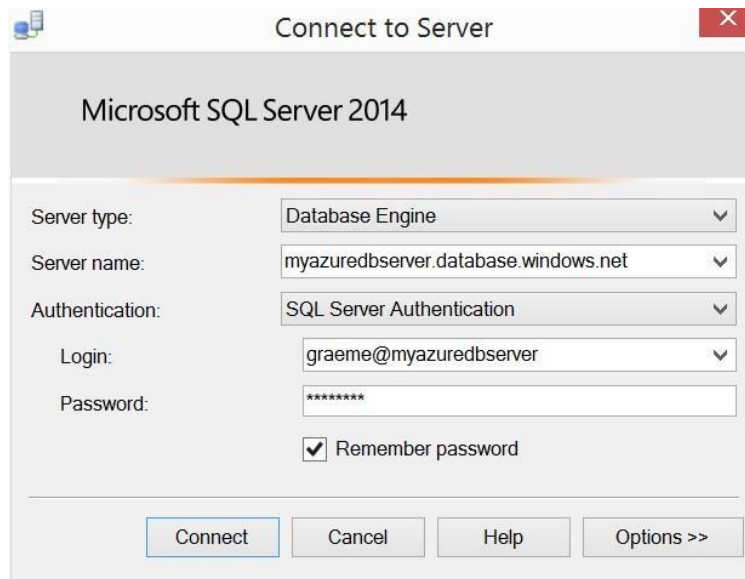 Connect to Server
Microsoft SQL Server 2014
Server type: Database Engine
Server name: myazuredbserver.database.windows.net
Authentication: SQL Server Authentication
Login: graeme@myazuredbserver
Password: ********
Remember password
Connect Cancel Help Options >>